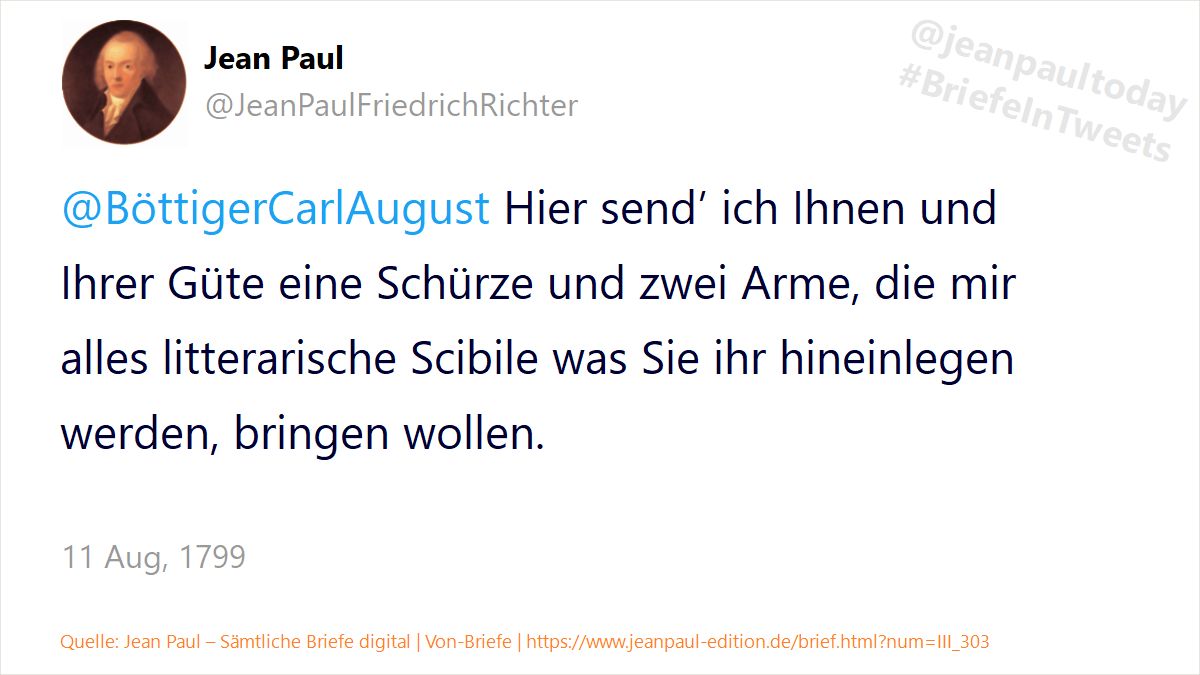 Jean Paul
@JeanPaulFriedrichRichter
@jeanpaultoday
#BriefeInTweets
@BöttigerCarlAugust Hier send’ ich Ihnen und
Ihrer Güte eine Schürze und zwei Arme, die mir
alles litterarische Scibile was Sie ihr hineinlegen
werden, bringen wollen.
11 Aug, 1799
Quelle: Jean Paul – Sämtliche Briefe digital | Von-Briefe | https://www.jeanpaul-edition.de/brief.html?num=III_303